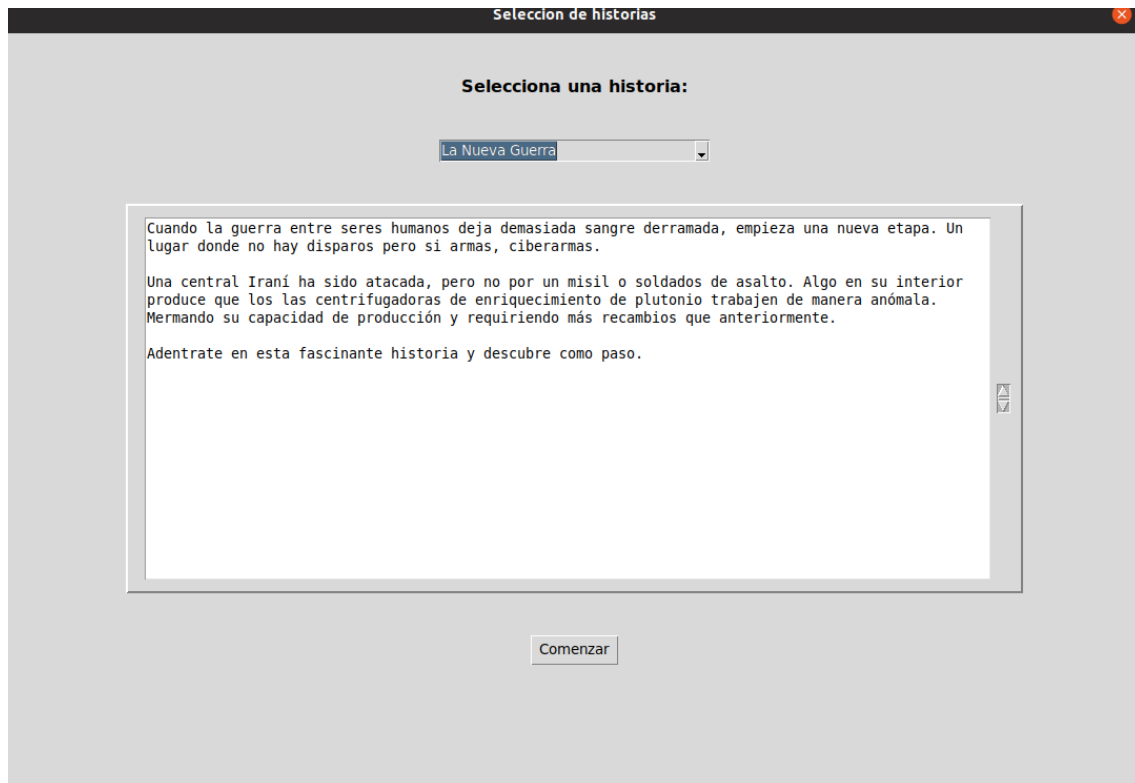 Seleccion de historias
Selecciona una historia:
La Nueva Guerra
Cuando la guerra entre seres humanos deja demasiada sangre derramada, empieza una nueva etapa. Un
lugar donde no hay disparos pero si armas, ciberarmas.
Una central Iraní ha sido atacada, pero no por un misil o soldados de asalto. Algo en su interior
produce que los las centrifugadoras de enriquecimiento de plutonio trabajen de manera anómala.
Mermando su capacidad de producción y requiriendo más recambios que anteriormente.
Adentrate en esta fascinante historia y descubre como paso.
Comenzar